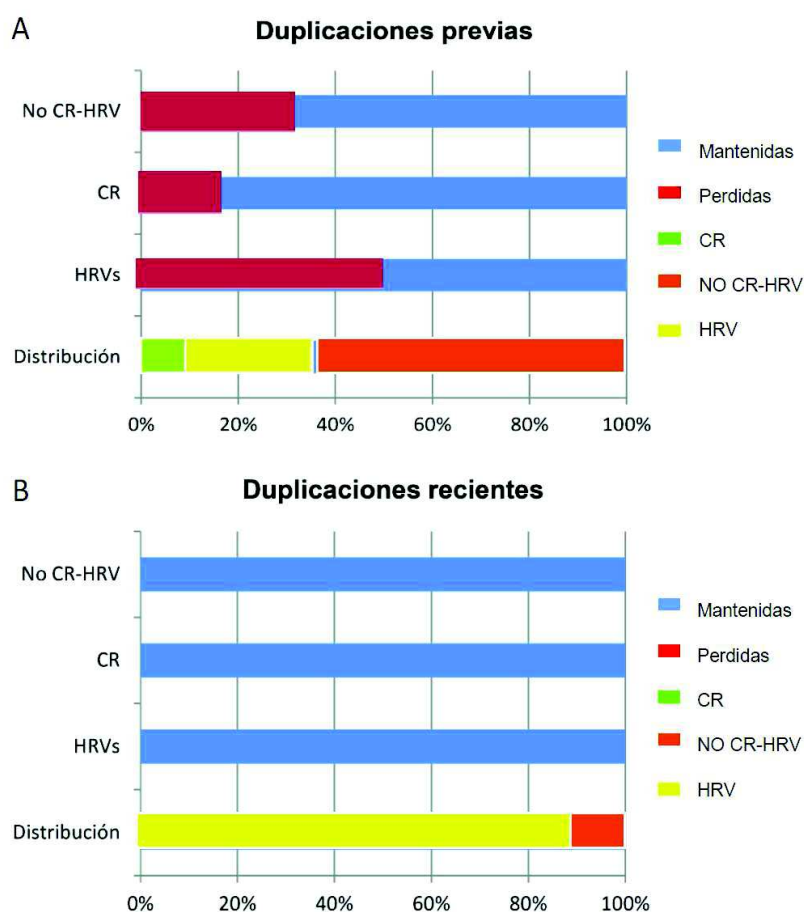 A
Duplicaciones previas
No CR-HRV
CR
HRVs
Distribución
0% 20% 40% 60% 80% 100%
Mantenidas
Perdidas
CR
NO CR-HRV
HRV
B
Duplicaciones recientes
No CR-HRV
CR
HRVs
Distribución
0% 20% 40% 60% 80% 100%
Mantenidas
Perdidas
CR
NO CR-HRV
HRV